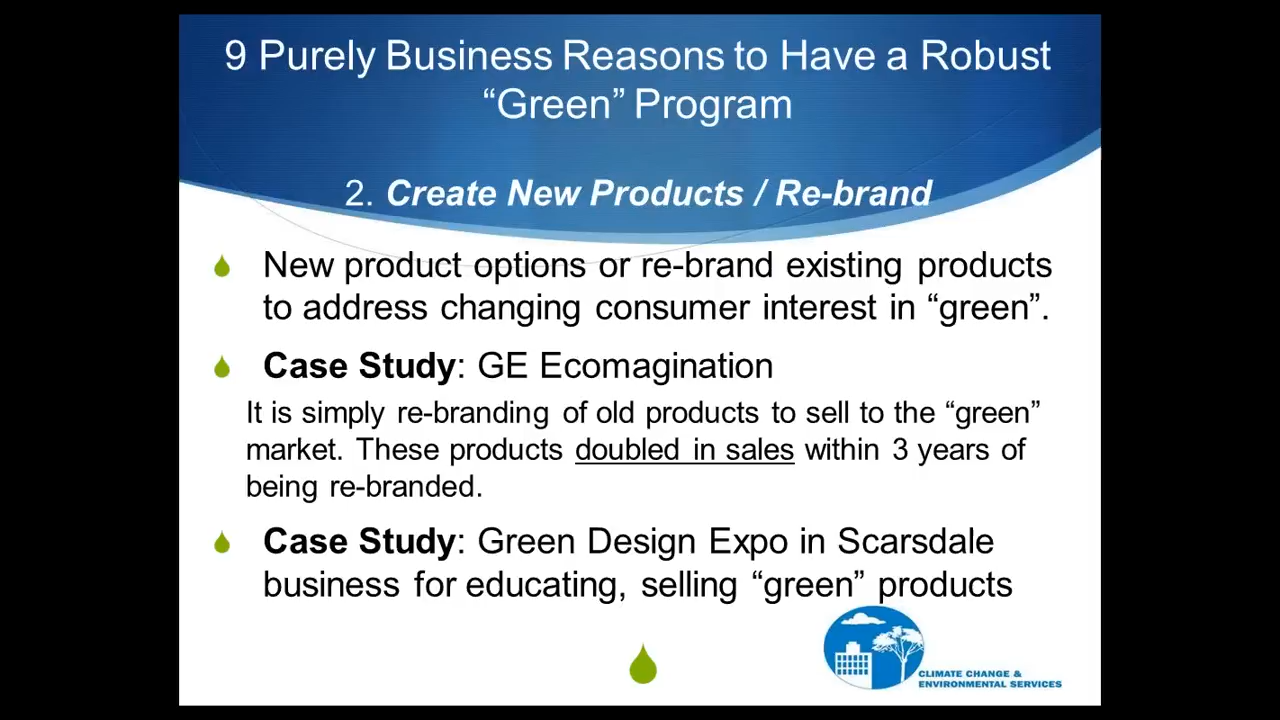 9 Purely Business Reasons to Have a Robust
“Green” Program
2. Create New Products / Re-brand
New product options or re-brand existing products
to address changing consumer interest in “green”.
Case Study: GE Ecomagination
It is simply re-branding of old products to sell to the “green”
market. These products doubled in sales within 3 years of
being re-branded.
Case Study: Green Design Expo in Scarsdale
business for educating, selling “green” products
CLIMATE CHANGE &
ENVIRONMENTAL SERVICES